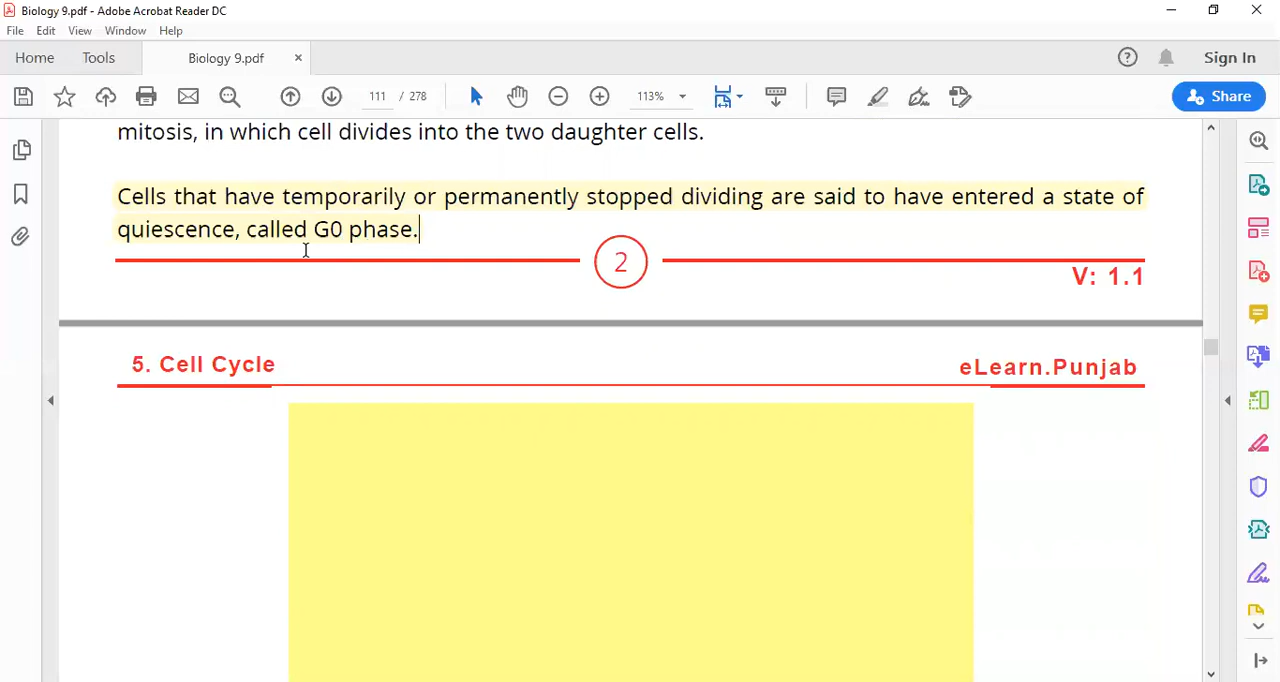 Biology 9.pdf - Adobe Acrobat Reader DC
File Edit View Window Help
Home Tools Biology 9.pdf × Sign In
111 / 278 113% Share
mitosis, in which cell divides into the two daughter cells.
Cells that have temporarily or permanently stopped dividing are said to have entered a state of
quiescence, called G0 phase.
2
V: 1.1
5. Cell Cycle eLearn.Punjab